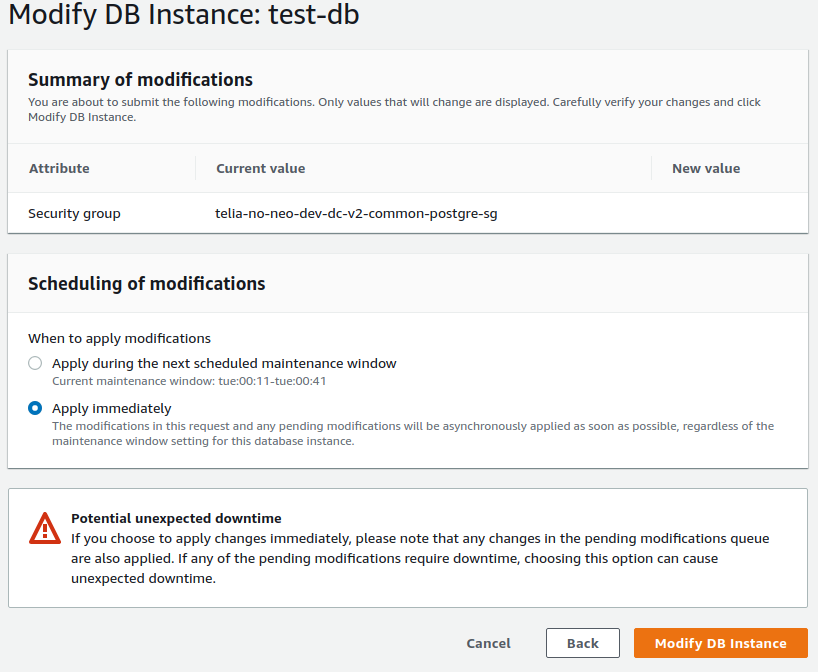 Modify DB Instance: test-db
Summary of modifications
You are about to submit the following modifications. Only values that will change are displayed. Carefully verify your changes and click
Modify DB Instance.
Attribute
Current value
New value
Security group
telia-no-neo-dev-dc-v2-common-postgre-sg
Scheduling of modifications
When to apply modifications
Apply during the next scheduled maintenance window
Current maintenance window: tue:00:11-tue:00:41
Apply immediately
The modifications in this request and any pending modifications will be asynchronously applied as soon as possible, regardless of the
maintenance window setting for this database instance.
Potential unexpected downtime
If you choose to apply changes immediately, please note that any changes in the pending modifications queue
are also applied. If any of the pending modifications require downtime, choosing this option can cause
unexpected downtime.
Cancel
Back
Modify DB Instance